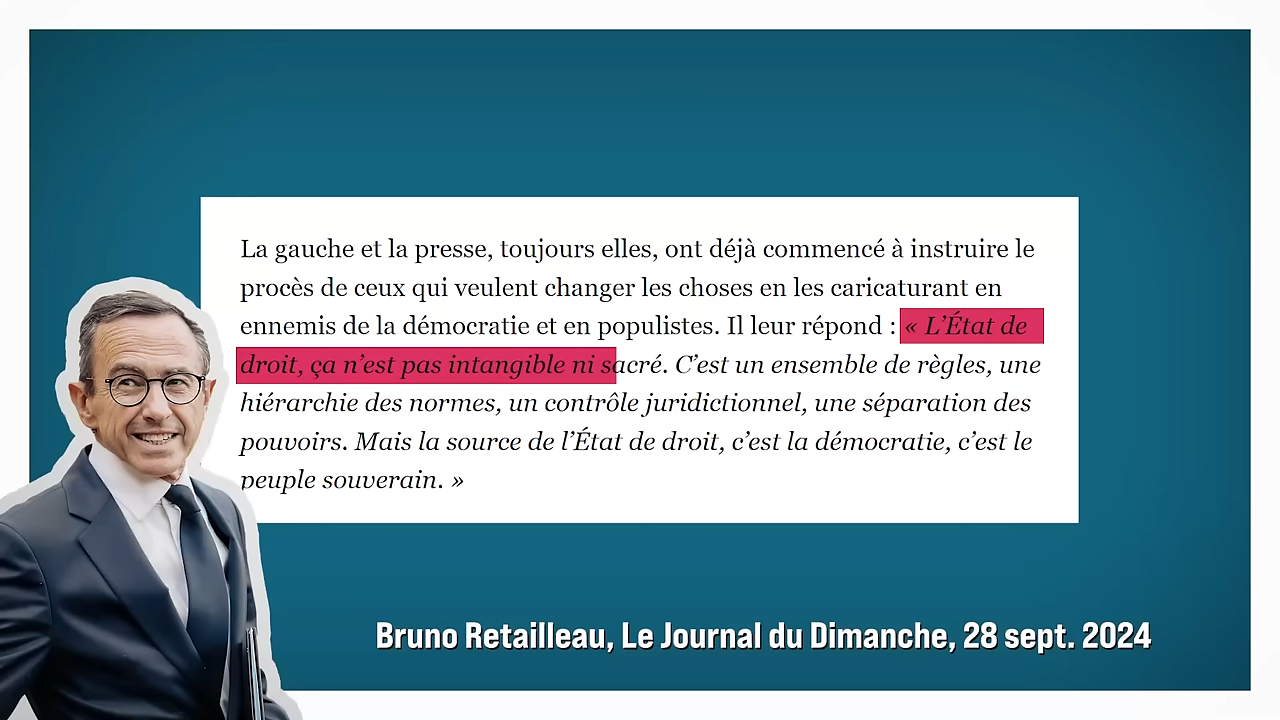 La gauche et la presse, toujours elles, ont déjà commencé à instruire le
procès de ceux qui veulent changer les choses en les caricaturant en
ennemis de la démocratie et en populistes. Il leur répond : « L’État de
droit, ça n’est pas intangible ni sacré. C’est un ensemble de règles, une
hiérarchie des normes, un contrôle juridictionnel, une séparation des
pouvoirs. Mais la source de l’État de droit, c’est la démocratie, c’est le
peuple souverain. »
Bruno Retailleau, Le Journal du Dimanche, 28 sept. 2024